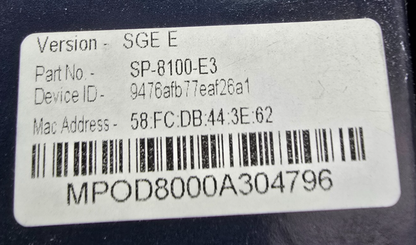 Version - SGE E
Part No. - SP-8100-E3
Device ID - 9476afb77eaf26a1
Mac Address - 58:FC:DB:44:3E:62
MPOD8000A304796